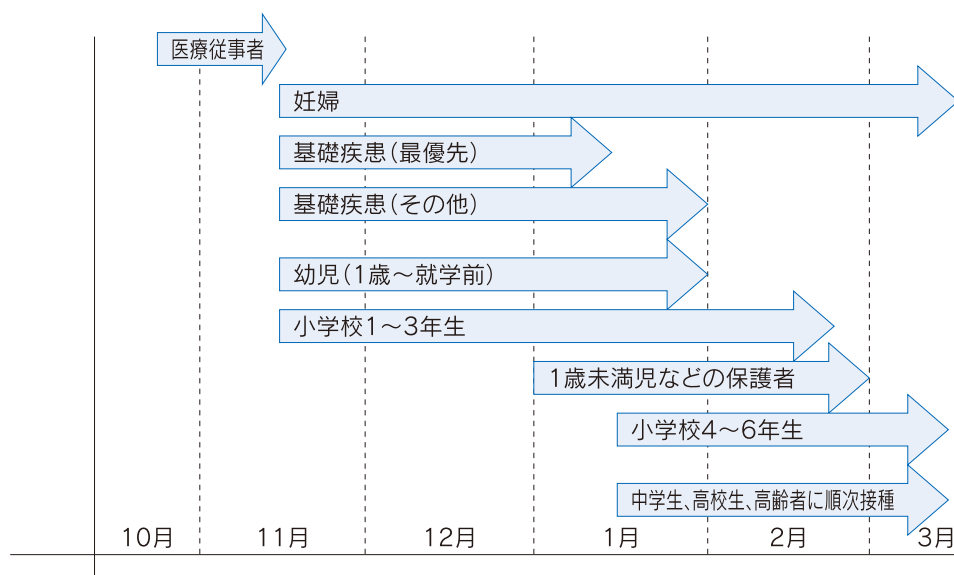 医療従事者
妊婦
基礎疾患(最優先)
基礎疾患(その他)
幼児(1歳～就学前)
小学校1～3年生
1歳未満児などの保護者
小学校4～6年生
中学生、高校生、高齢者に順次接種
10月 11月 12月 1月 2月 3月